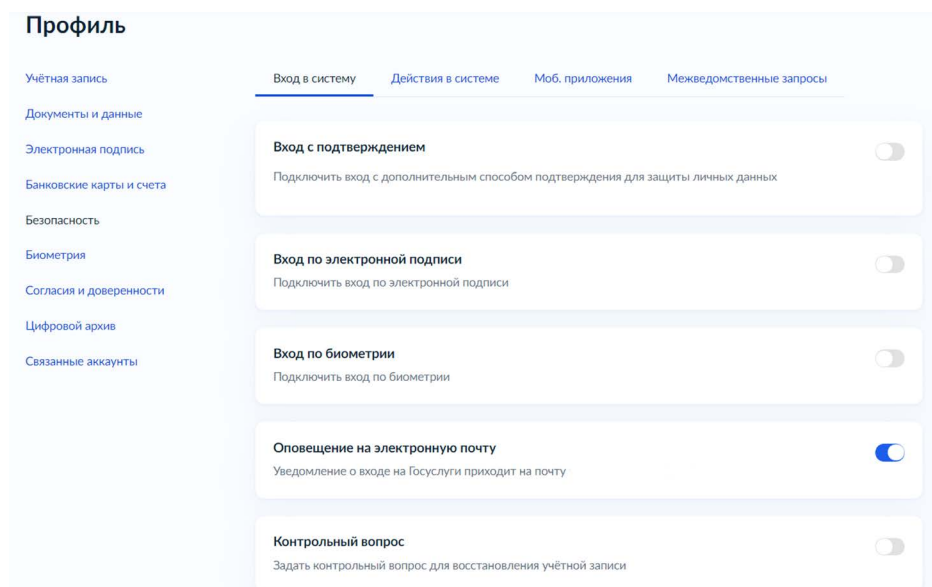 Профиль
Учётная запись
Документы и данные
Электронная подпись
Банковские карты и счета
Безопасность
Биометрия
Согласия и доверенности
Цифровой архив
Связанные аккаунты
Вход в систему Действия в системе Моб. приложения Межведомственные запросы
Вход с подтверждением
Подключить вход с дополнительным способом подтверждения для защиты личных данных
Вход по электронной подписи
Подключить вход по электронной подписи
Вход по биометрии
Подключить вход по биометрии
Оповещение на электронную почту
Уведомление о входе на Госуслуги приходит на почту
Контрольный вопрос
Задать контрольный вопрос для восстановления учётной записи